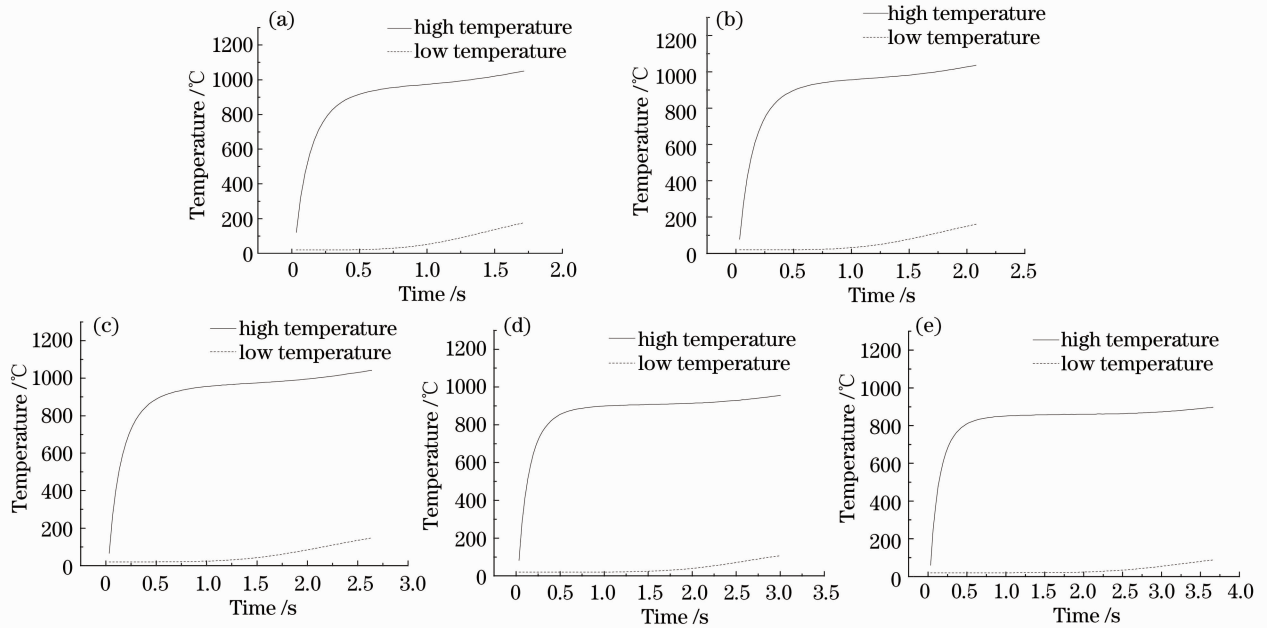 (a)
high temperature
low temperature
1200
1000
800
600
400
200
0
Temperature /℃
0 0.5 1.0 1.5 2.0
Time /s
(b)
high temperature
low temperature
1200
1000
800
600
400
200
0
Temperature /℃
0 0.5 1.0 1.5 2.0 2.5
Time /s
(c)
high temperature
low temperature
1200
1000
800
600
400
200
0
Temperature /℃
0 0.5 1.0 1.5 2.0 2.5 3.0
Time /s
(d)
high temperature
low temperature
1200
1000
800
600
400
200
0
Temperature /℃
0 0.5 1.0 1.5 2.0 2.5 3.0 3.5
Time /s
(e)
high temperature
low temperature
1200
1000
800
600
400
200
0
Temperature /℃
0 0.5 1.0 1.5 2.0 2.5 3.0 3.5 4.0
Time /s